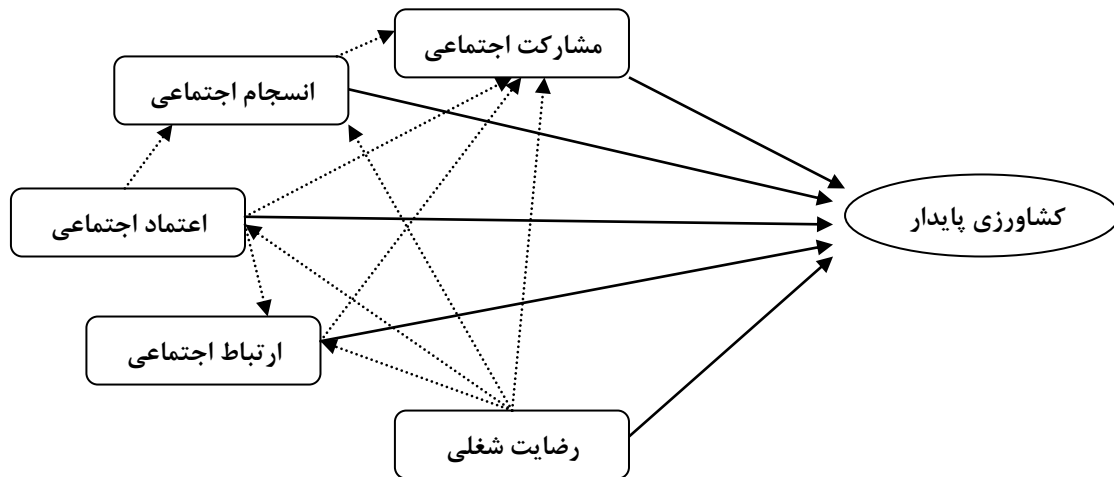 مشارکت اجتماعی
انسجام اجتماعی
اعتماد اجتماعی
کشاورزی پایدار
ارتباط اجتماعی
رضایت شغلی